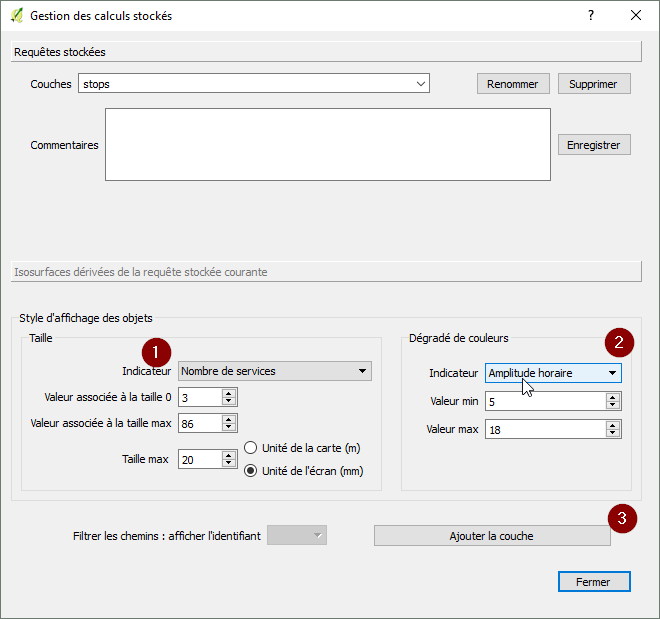 Gestion des calculs stockés
?
Requêtes stockées
Couches stops Renommer Supprimer
Commentaires Enregistrer
Isosurfaces dérivées de la requête stockée courante
Style d'affichage des objets
Taille
1
Indicateur Nombre de services
Valeur associée à la taille 0 3
Valeur associée à la taille max 86
Taille max 20
Unité de la carte (m)
Unité de l'écran (mm)
Dégradé de couleurs
2
Indicateur Amplitude horaire
Valeur min 5
Valeur max 18
3
Filtrer les chemins : afficher l'identifiant Ajouter la couche
Fermer